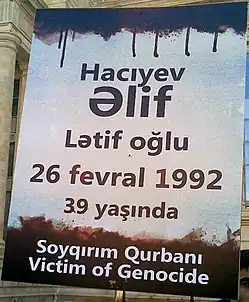 Hacıyev
Əlif
Lətif oğlu
26 fevral 1992
39 yaşında
Soyqırım Qurbanı
Victim of Genocide